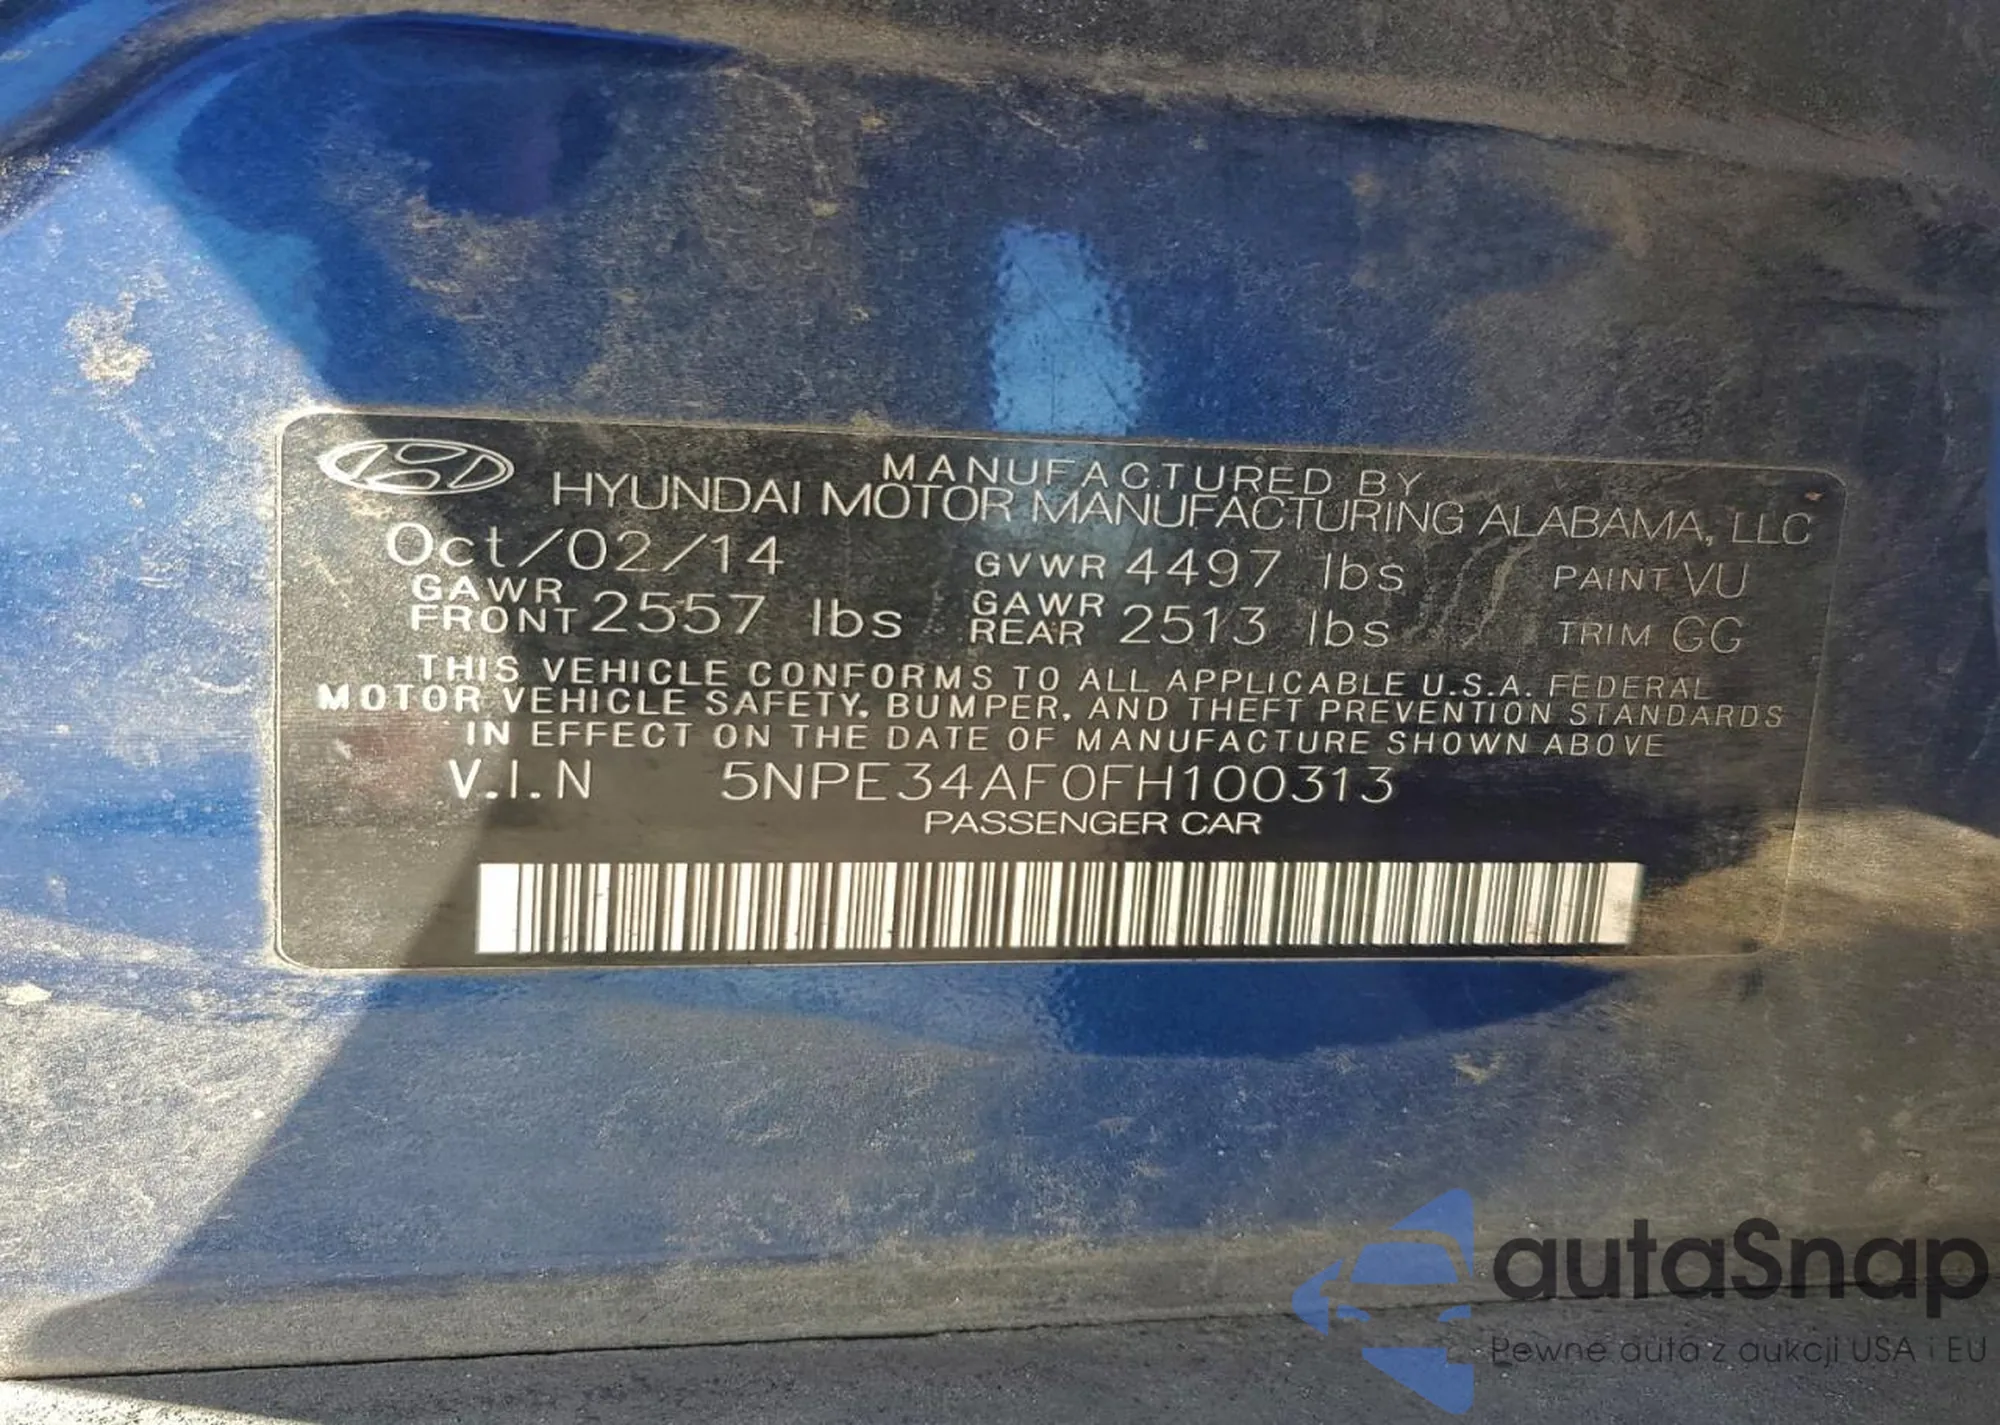 MANUFACTURED BY
HYUNDAI MOTOR MANUFACTURING ALABAMA, LLC
Oct/02/14 GVWR 4497 lbs PAINT VU
GAWR FRONT 2557 lbs GAWR REAR 2513 lbs TRIM GG
THIS VEHICLE CONFORMS TO ALL APPLICABLE U.S.A. FEDERAL
MOTOR VEHICLE SAFETY, BUMPER, AND THEFT PREVENTION STANDARDS
IN EFFECT ON THE DATE OF MANUFACTURE SHOWN ABOVE
V.I.N 5NPE34AF0FH100313
PASSENGER CAR
autaSnap
Pewne auta z aukcji USA i EU